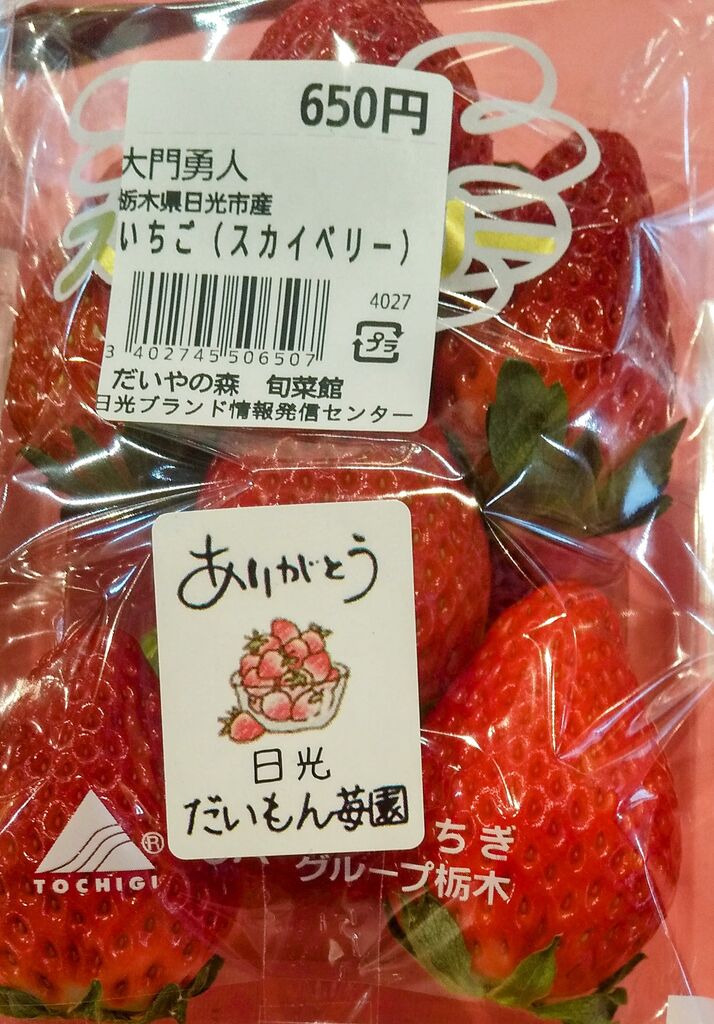 650円
大門勇人
栃木県日光市産
いちご（スカイベリー）
4027
プラ
3 402745 506507
だいやの森 旬菜館
日光ブランド情報発信センター
ありがとう
日光
だいもん苺園
ちぎ
グループ栃木
®
TOCHIGI